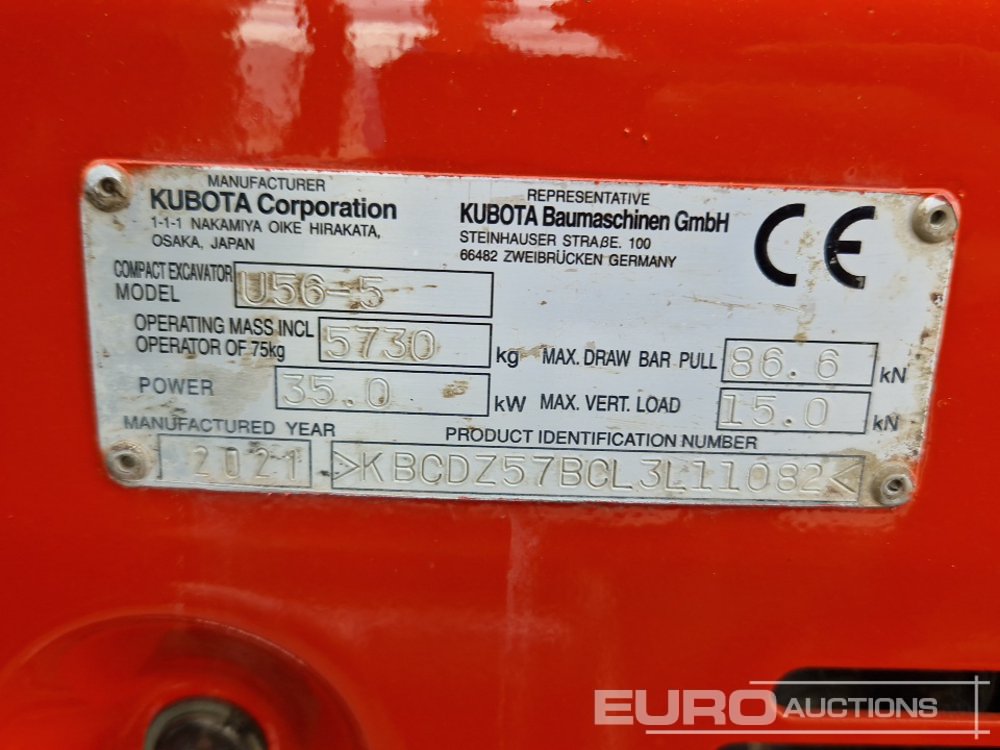 MANUFACTURER
KUBOTA Corporation
1-1-1 NAKAMIYA OIKE HIRAKATA,
OSAKA, JAPAN
REPRESENTATIVE
KUBOTA Baumaschinen GmbH
STEINHAUSER STRAßE. 100
66482 ZWEIBRÜCKEN GERMANY
CE
COMPACT EXCAVATOR
MODEL U56-5
OPERATING MASS INCL
OPERATOR OF 75kg 5730 kg
MAX. DRAW BAR PULL 86.6 kN
POWER 35.0 kW
MAX. VERT. LOAD 15.0 kN
MANUFACTURED YEAR
2021
PRODUCT IDENTIFICATION NUMBER
>KBCDZ57BCL3L11082<
EURO AUCTIONS